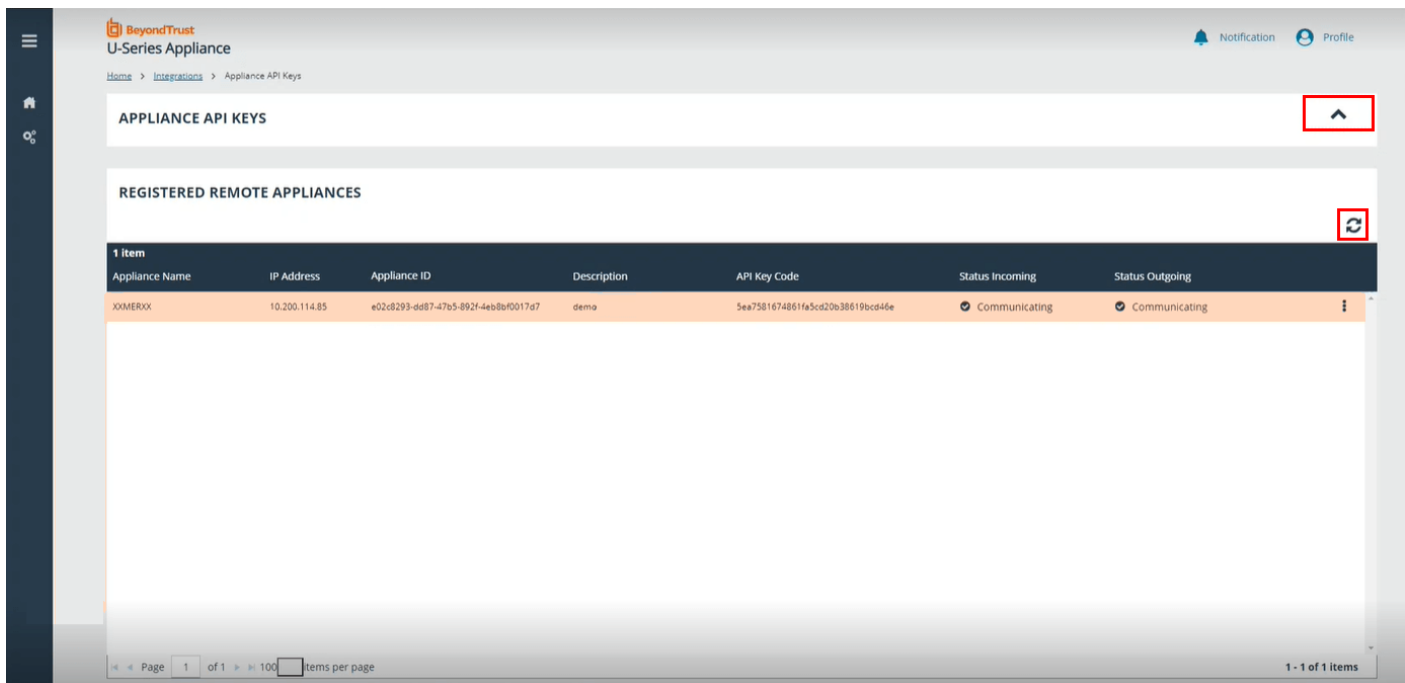 BeyondTrust
U-Series Appliance
Notification Profile
Home > Integrations > Appliance API Keys
APPLIANCE API KEYS
REGISTERED REMOTE APPLIANCES
1 item
Appliance Name IP Address Appliance ID Description API Key Code Status Incoming Status Outgoing
XXMERXX 10.200.114.85 e02c8293-dd87-47b5-892f-4eb8bf0017d7 demo 5ea7581674861fa5cd20b38619bcd46e Communicating Communicating
Page 1 of 1 100 items per page 1 - 1 of 1 items